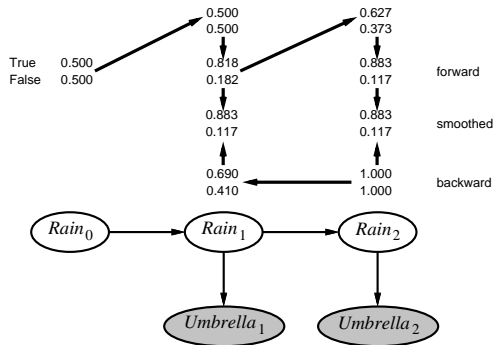 0.500 0.627
0.500 0.373
True 0.500 0.818 0.883 forward
False 0.500 0.182 0.117
0.883 0.883 smoothed
0.117 0.117
0.690 1.000 backward
0.410 1.000
Rain0 Rain1 Rain2
Umbrella1 Umbrella2